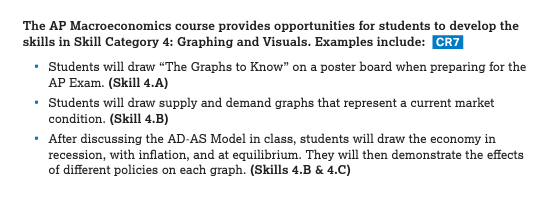 The AP Macroeconomics course provides opportunities for students to develop the
skills in Skill Category 4: Graphing and Visuals. Examples include: CR7
▪ Students will draw “The Graphs to Know” on a poster board when preparing for the
AP Exam. (Skill 4.A)
▪ Students will draw supply and demand graphs that represent a current market
condition. (Skill 4.B)
▪ After discussing the AD-AS Model in class, students will draw the economy in
recession, with inflation, and at equilibrium. They will then demonstrate the effects
of different policies on each graph. (Skills 4.B & 4.C)